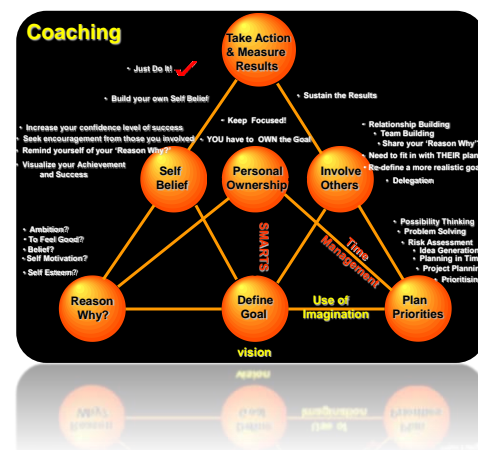 Coaching
Take Action
& Measure
Results
• Just Do It!
• Build your own Self Belief
• Sustain the Results
• Keep Focused!
• YOU have to OWN the Goal
• Increase your confidence level of success
• Seek encouragement from those you involved
• Remind yourself of your 'Reason Why?'
• Visualize your Achievement
and Success
• Relationship Building
• Team Building
• Share your 'Reason Why'
• Need to fit in with THEIR plan
• Re-define a more realistic goa
• Delegation
Self
Belief
Personal
Ownership
Involve
Others
• Ambition?
• To Feel Good?
• Belief?
• Self Motivation?
• Self Esteem?
SMARTS
Time
Management
• Possibility Thinking
• Problem Solving
• Risk Assessment
• Idea Generation
• Planning in Tim
• Project Plannin
• Prioritisin
Reason
Why?
Define
Goal
Use of
Imagination
Plan
Priorities
vision